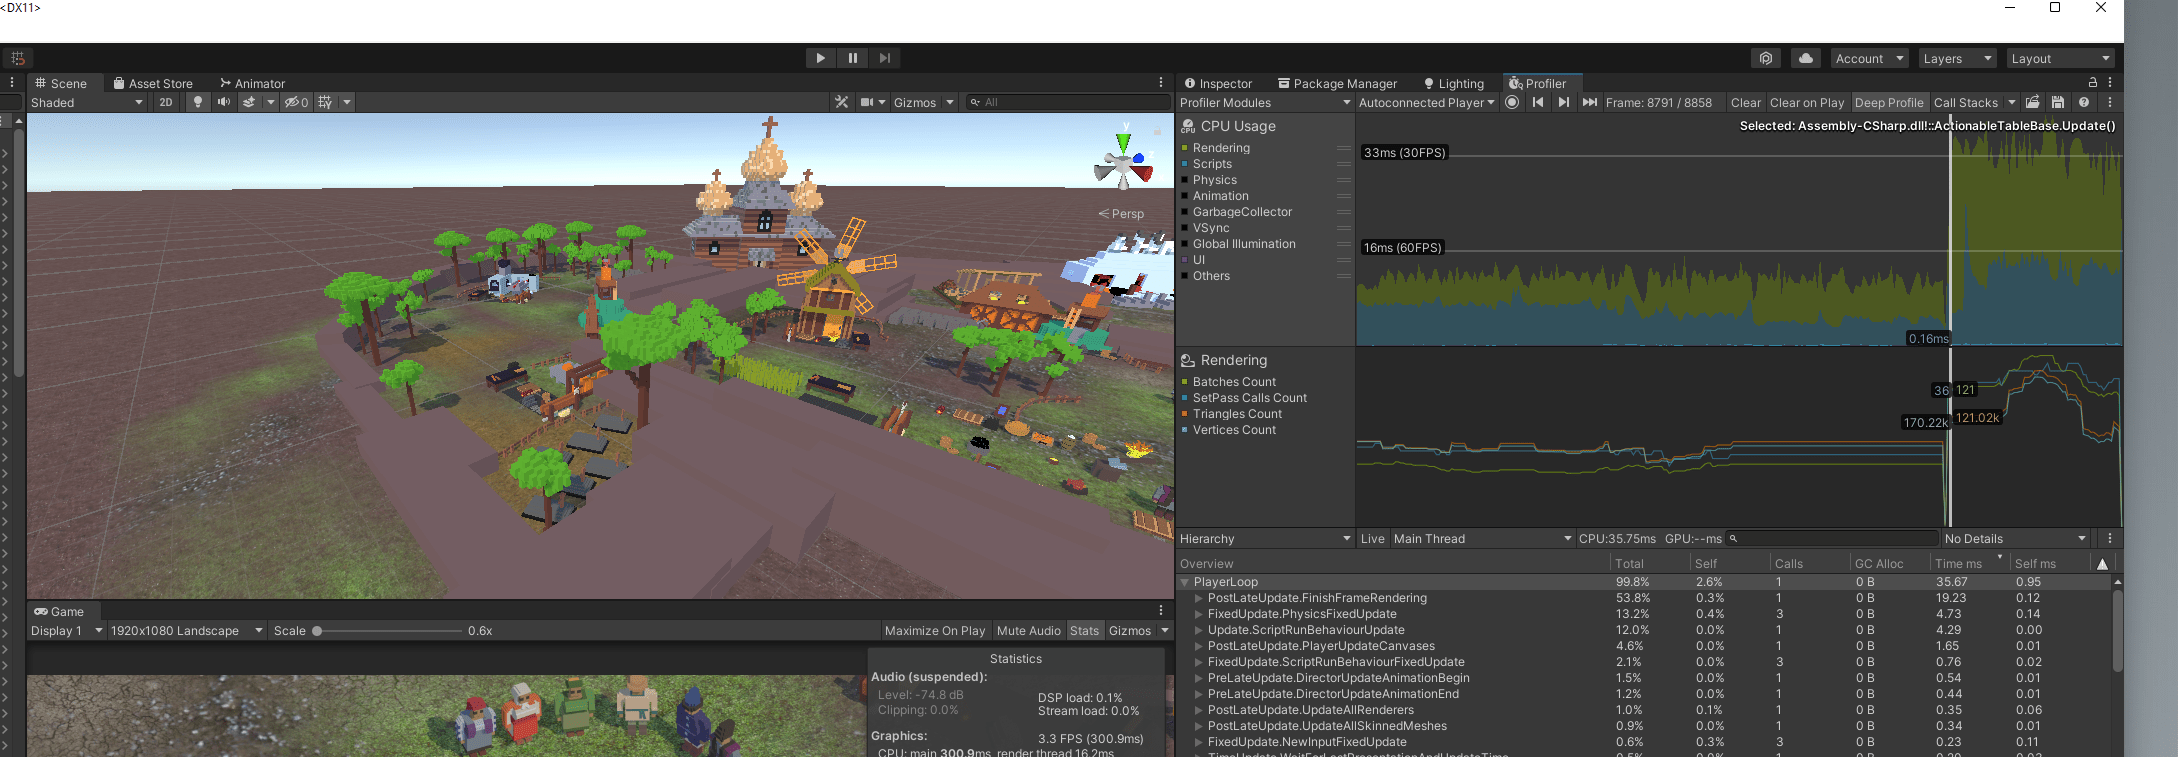 <DX11>
Account
Layers
Layout
Scene
Asset Store
Animator
Shaded
2D
0
Gizmos
All
y
Persp
Inspector
Package Manager
Lighting
Profiler
Profiler Modules
Autoconnected Player
Frame: 8791 / 8858
Clear
Clear on Play
Deep Profile
Call Stacks
CPU Usage
Rendering
Scripts
Physics
Animation
GarbageCollector
VSync
Global Illumination
UI
Others
Selected: Assembly-CSharp.dll!::ActionableTableBase.Update()
33ms (30FPS)
16ms (60FPS)
0.16ms
Rendering
Batches Count
SetPass Calls Count
Triangles Count
Vertices Count
36 121
170.22k 121.02k
Hierarchy
Live
Main Thread
CPU:35.75ms GPU:--ms
No Details
Overview Total Self Calls GC Alloc Time ms Self ms
PlayerLoop 99.8% 2.6% 1 0 B 35.67 0.95
PostLateUpdate.FinishFrameRendering 53.8% 0.3% 1 0 B 19.23 0.12
FixedUpdate.PhysicsFixedUpdate 13.2% 0.4% 3 0 B 4.73 0.14
Update.ScriptRunBehaviourUpdate 12.0% 0.0% 1 0 B 4.29 0.00
PostLateUpdate.PlayerUpdateCanvases 4.6% 0.0% 1 0 B 1.65 0.01
FixedUpdate.ScriptRunBehaviourFixedUpdate 2.1% 0.0% 3 0 B 0.76 0.02
PreLateUpdate.DirectorUpdateAnimationBegin 1.5% 0.0% 1 0 B 0.54 0.01
PreLateUpdate.DirectorUpdateAnimationEnd 1.2% 0.0% 1 0 B 0.44 0.01
PostLateUpdate.UpdateAllRenderers 1.0% 0.1% 1 0 B 0.35 0.06
PostLateUpdate.UpdateAllSkinnedMeshes 0.9% 0.0% 1 0 B 0.34 0.01
FixedUpdate.NewInputFixedUpdate 0.6% 0.3% 3 0 B 0.23 0.11
Game
Display 1
1920x1080 Landscape
Scale
0.6x
Maximize On Play
Mute Audio
Stats
Gizmos
Statistics
Audio (suspended):
Level: -74.8 dB DSP load: 0.1%
Clipping: 0.0% Stream load: 0.0%
Graphics: 3.3 FPS (300.9ms)
CPU: main 300.9ms render thread 16.2ms